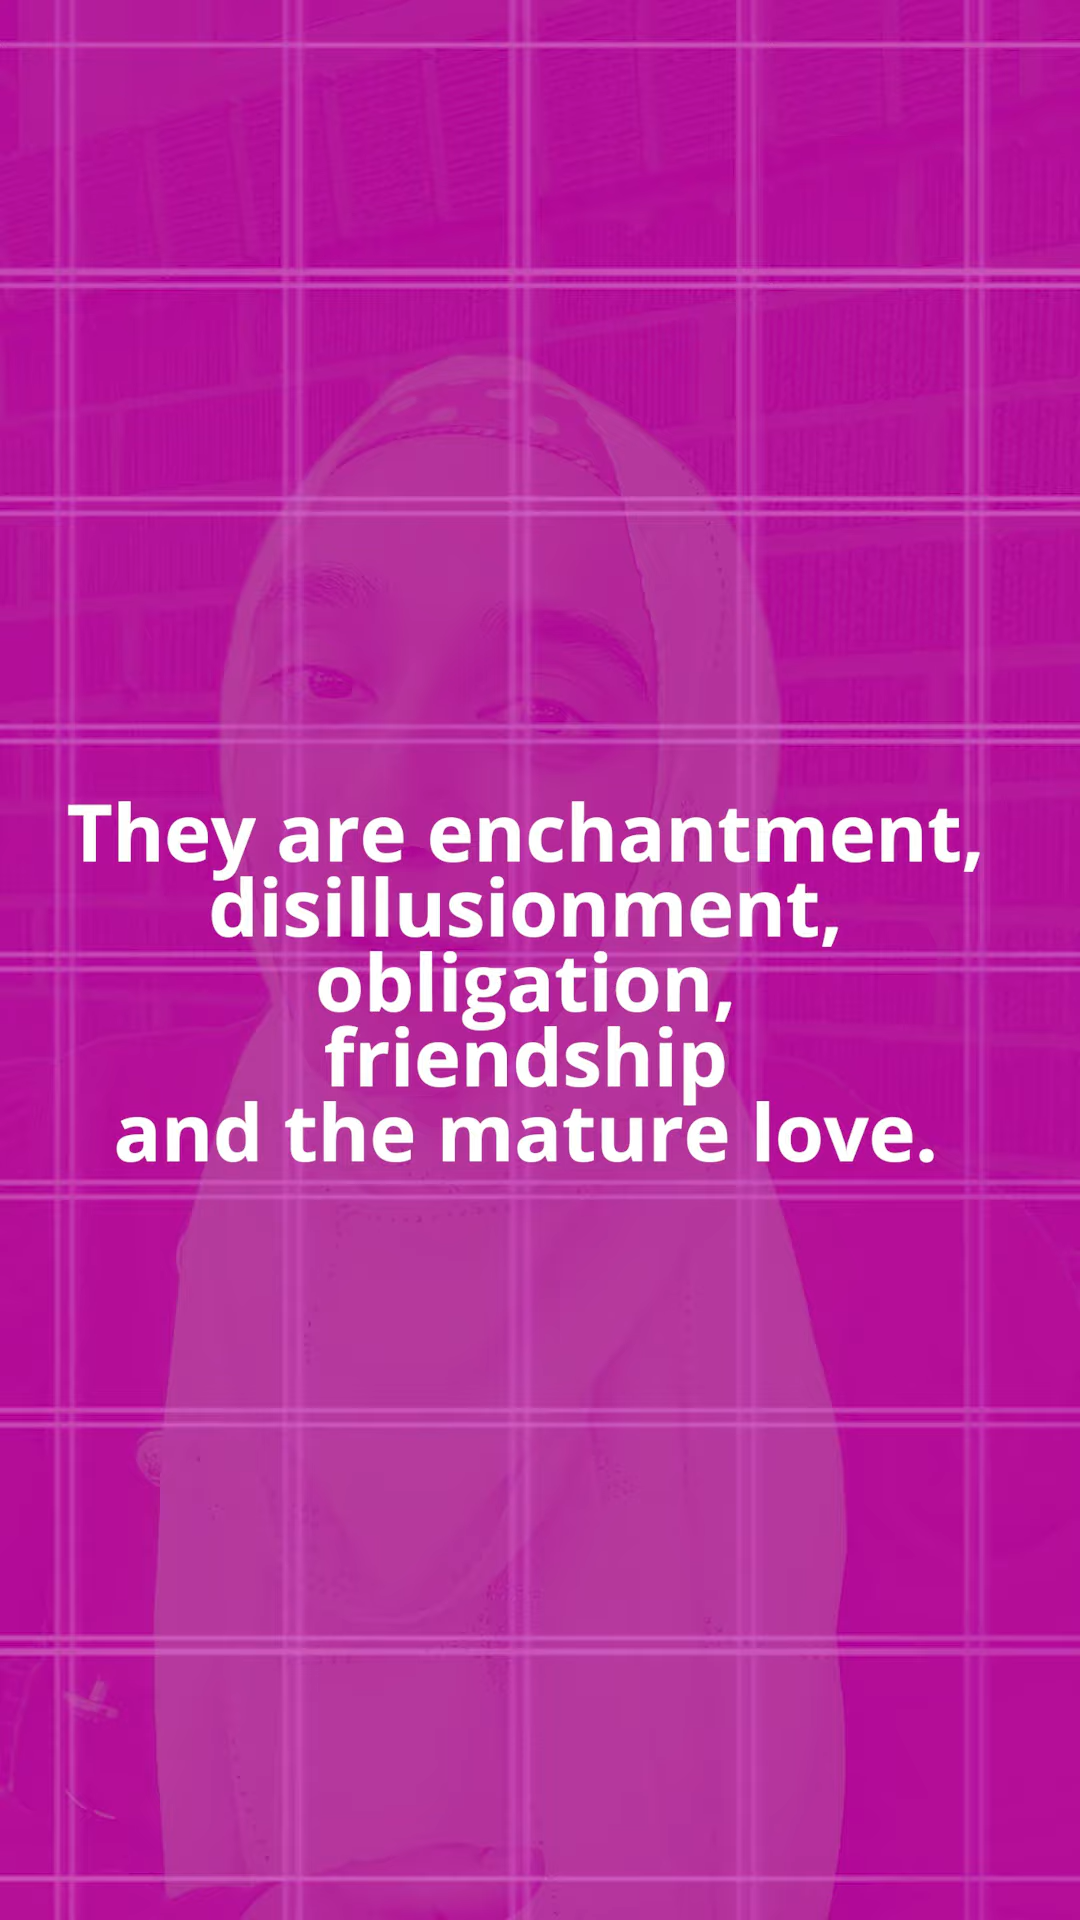 They are enchantment,
disillusionment,
obligation,
friendship
and the mature love.